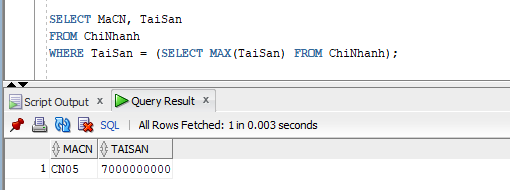 SELECT MaCN, TaiSan
FROM ChiNhanh
WHERE TaiSan = (SELECT MAX(TaiSan) FROM ChiNhanh);
Script Output x Query Result x
SQL | All Rows Fetched: 1 in 0.003 seconds
MACN TAISAN
1 CN05 7000000000